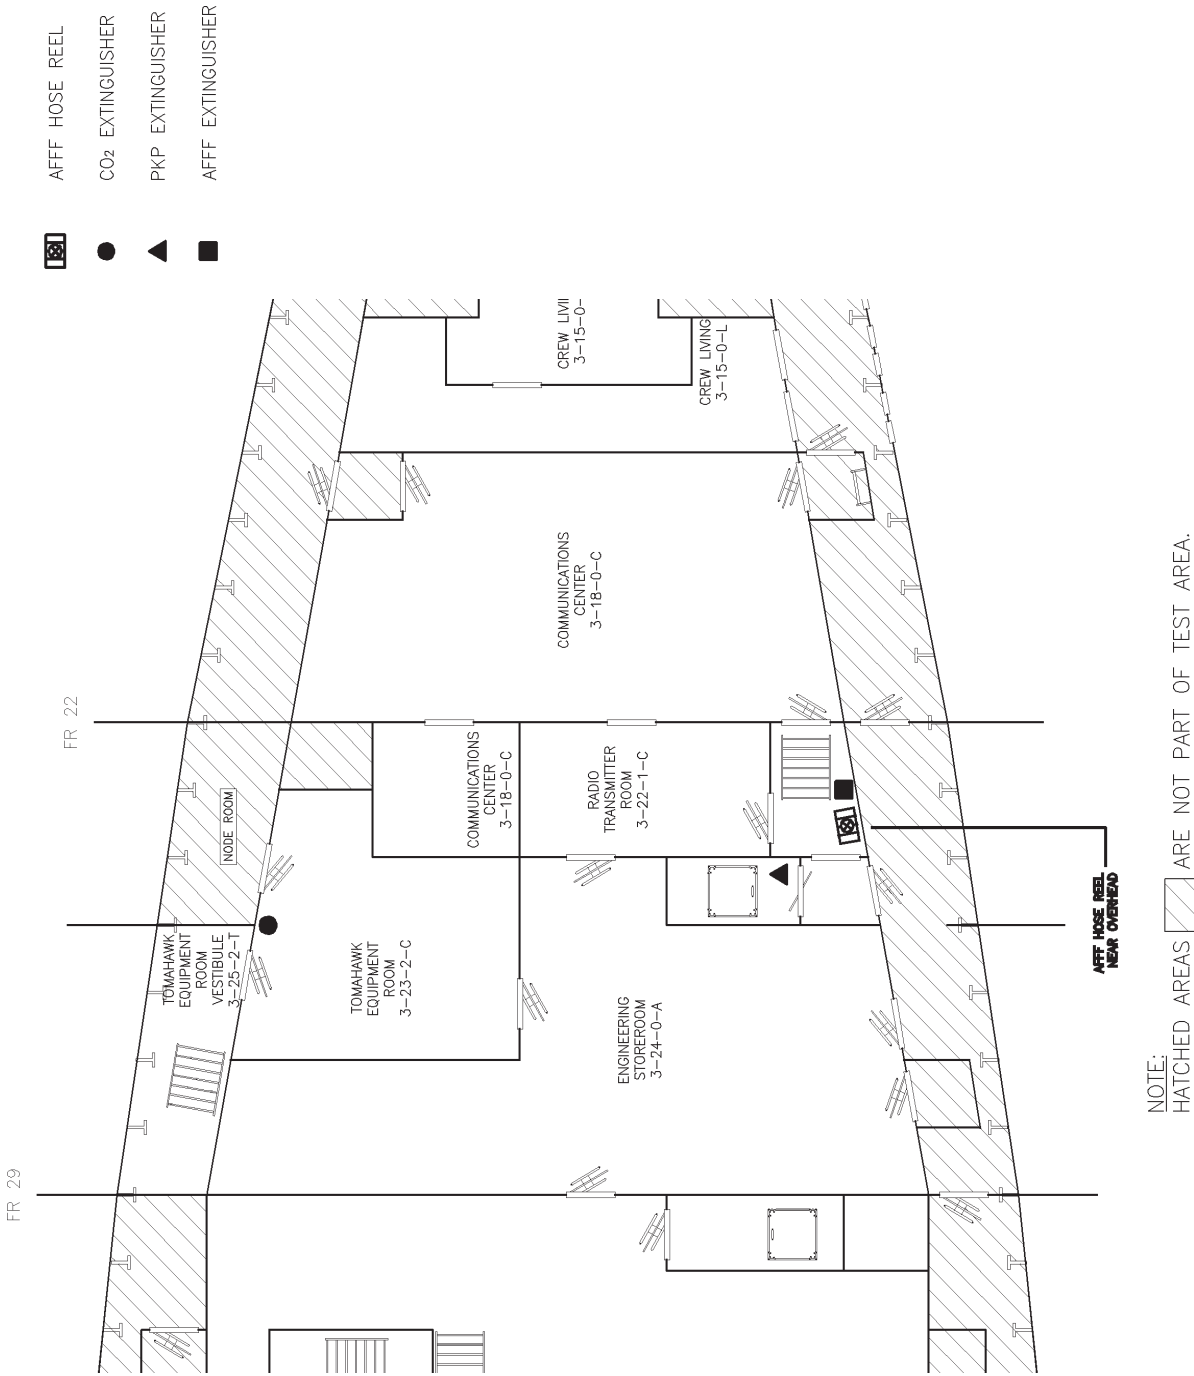 AFFF HOSE REEL
CO2 EXTINGUISHER
PKP EXTINGUISHER
AFFF EXTINGUISHER
CREW LIVI
3-15-0-
CREW LIVING
3-15-0-L
COMMUNICATIONS
CENTER
3-18-0-C
FR 22
COMMUNICATIONS
CENTER
3-18-0-C
RADIO
TRANSMITTER
ROOM
3-22-1-C
NODE ROOM
TOMAHAWK
EQUIPMENT
ROOM
VESTIBULE
3-25-2-T
TOMAHAWK
EQUIPMENT
ROOM
3-23-2-C
ENGINEERING
STOREROOM
3-24-0-A
AFFF HOSE REEL
NEAR OVERHEAD
FR 29
NOTE:
HATCHED AREAS ARE NOT PART OF TEST AREA.